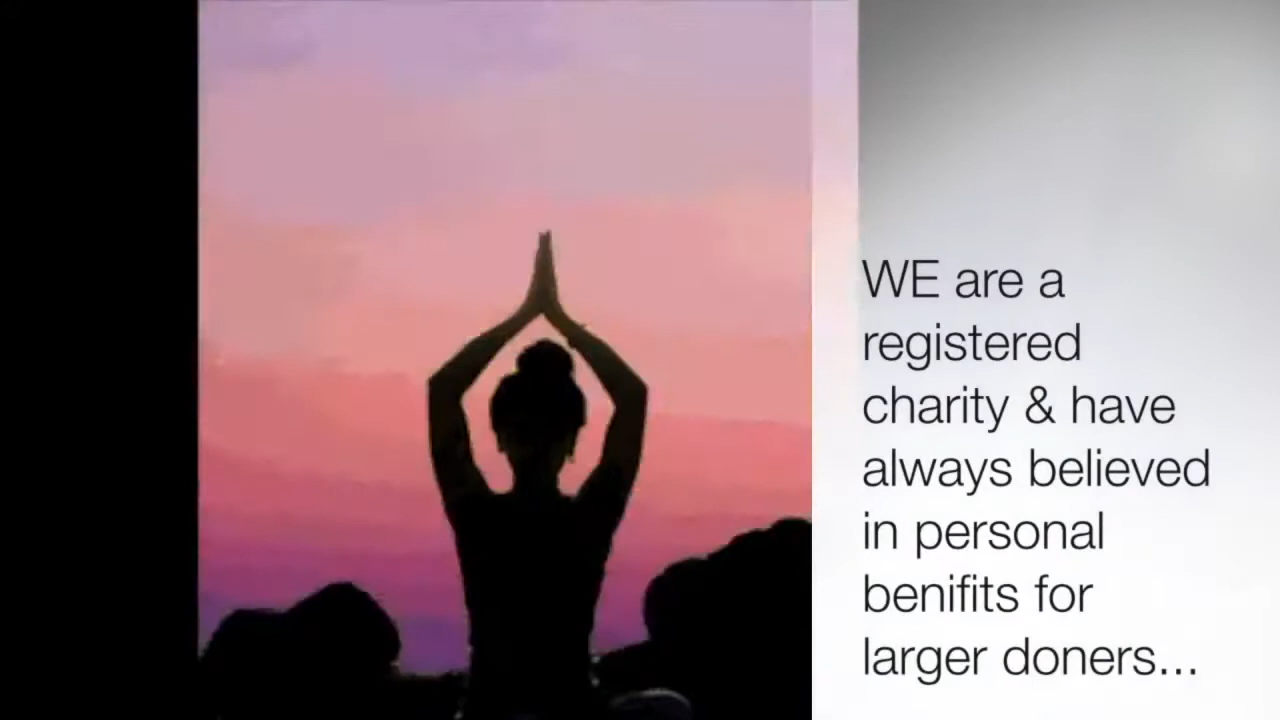 WE are a
registered
charity & have
always believed
in personal
benifits for
larger doners...